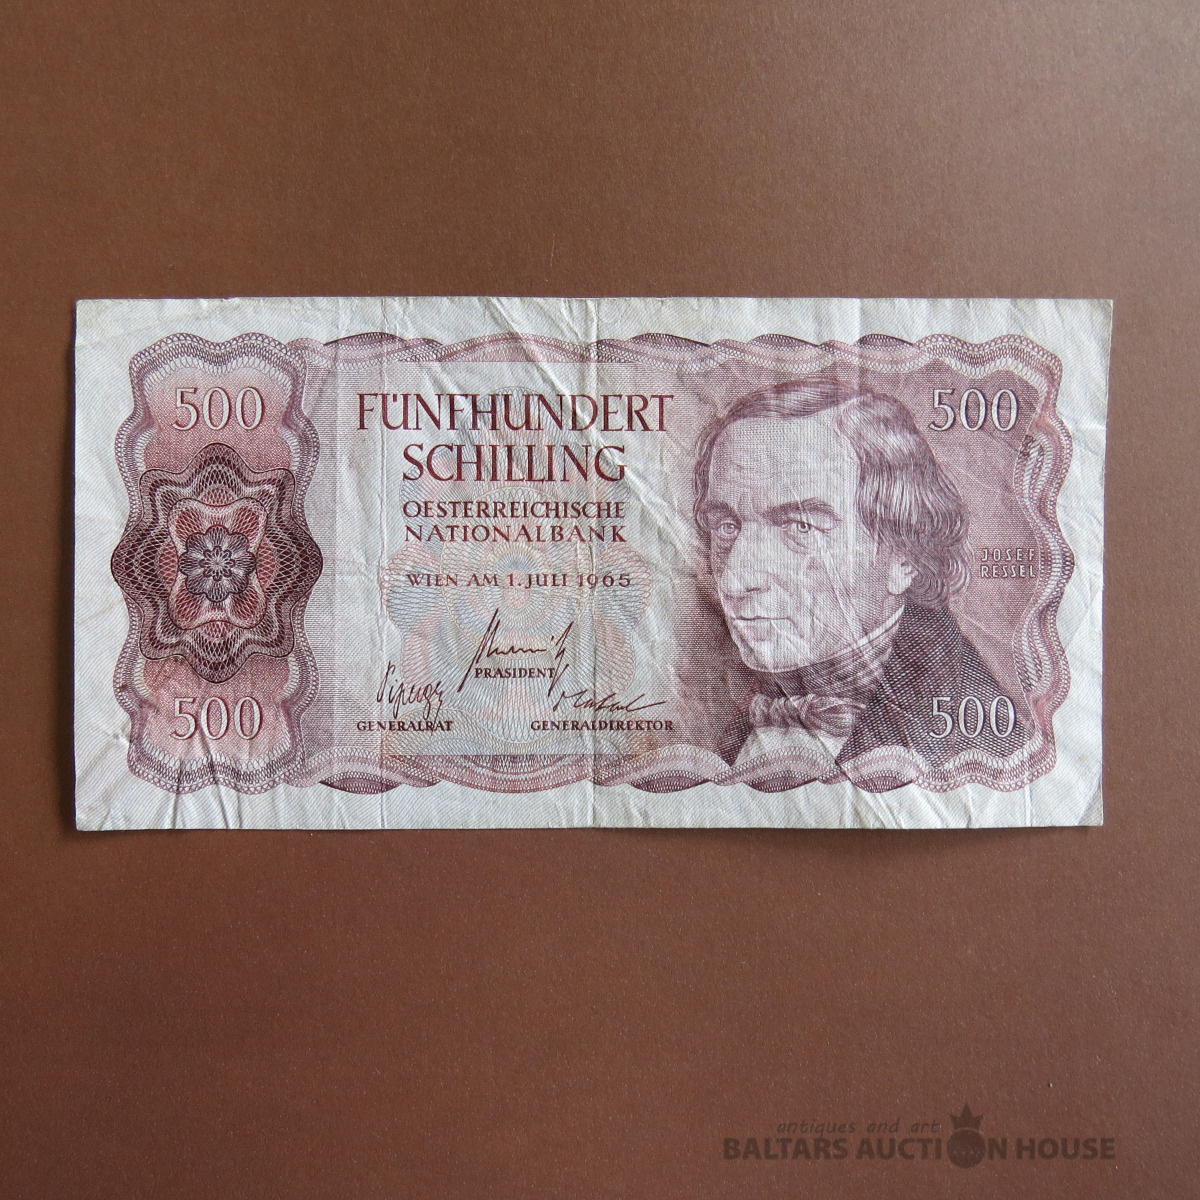 500
FÜNFHUNDERT
SCHILLING
OESTERREICHISCHE
NATIONALBANK
WIEN AM 1. JULI 1965
PRÄSIDENT
GENERALRAT
GENERALDIREKTOR
500
500
JOSEF
RESSEL
500
antiques and art
BALTARS AUCTION HOUSE